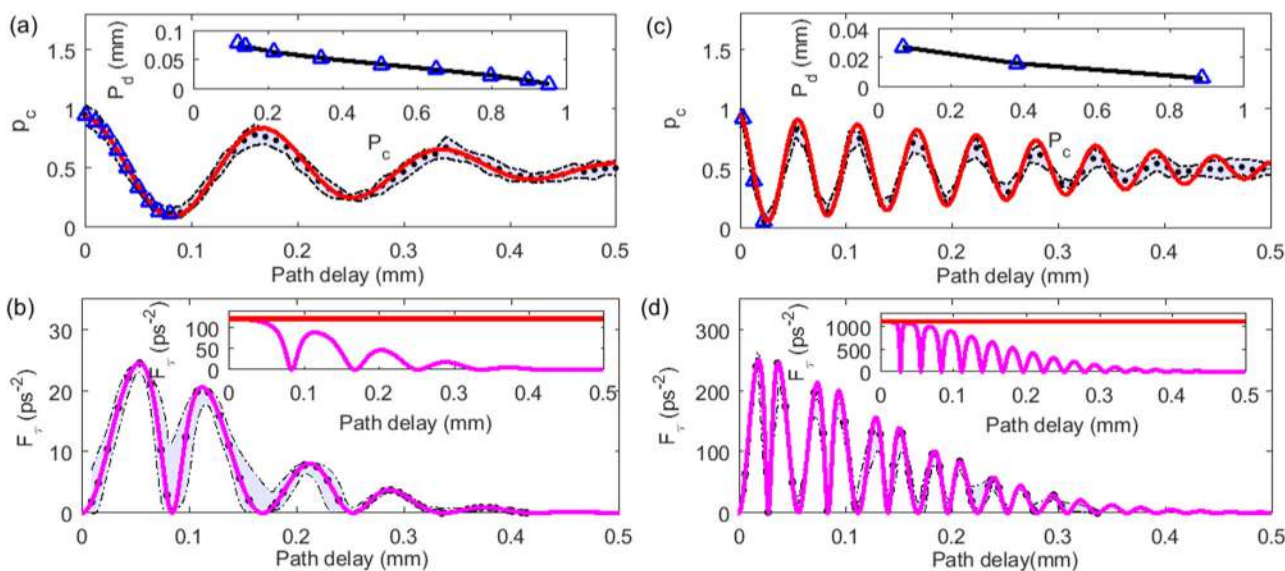 (a)
P_d (mm)
0.1
0.05
0
0 0.2 0.4 0.6 0.8 1
P_c
p_c
1.5
1
0.5
0
0 0.1 0.2 0.3 0.4 0.5
Path delay (mm)
(c)
P_d (mm)
0.04
0.02
0
0 0.2 0.4 0.6 0.8 1
P_c
p_c
1.5
1
0.5
0
0 0.1 0.2 0.3 0.4 0.5
Path delay (mm)
(b)
F_τ (ps⁻²)
100
50
0
0 0.1 0.2 0.3 0.4 0.5
Path delay (mm)
F_τ (ps⁻²)
30
20
10
0
0 0.1 0.2 0.3 0.4 0.5
Path delay (mm)
(d)
F_τ (ps⁻²)
1000
500
0
0 0.1 0.2 0.3 0.4 0.5
Path delay (mm)
F_τ (ps⁻²)
300
200
100
0
0 0.1 0.2 0.3 0.4 0.5
Path delay(mm)